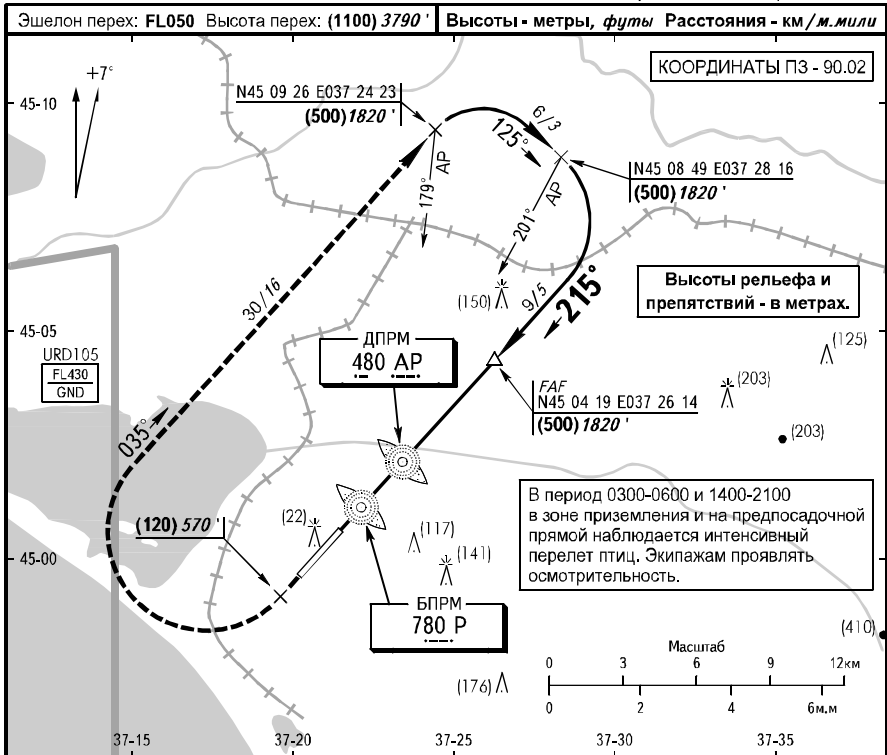 Эшелон перех: FL050 Высота перех: (1100) 3790 '
Высоты - метры, футы Расстояния - км/м.мили
+7°
КООРДИНАТЫ ПЗ - 90.02
N45 09 26 E037 24 23
(500) 1820 '
45-10
6/3
125°
179°
AP
N45 08 49 E037 28 16
(500) 1820 '
201°
AP
30/16
(150)
9/5
215°
Высоты рельефа и
препятствий - в метрах.
45-05
ДПРМ
480 AP
(125)
URD105
FL430
GND
(203)
FAF
N45 04 19 E037 26 14
(500) 1820 '
035°
(203)
(120) 570 '
(22)
(117)
(141)
В период 0300-0600 и 1400-2100
в зоне приземления и на предпосадочной
прямой наблюдается интенсивный
перелет птиц. Экипажам проявлять
осмотрительность.
45-00
БПРМ
780 P
(410)
Масштаб
0 3 6 9 12км
(176)
0 2 4 6м.м
37-15 37-20 37-25 37-30 37-35